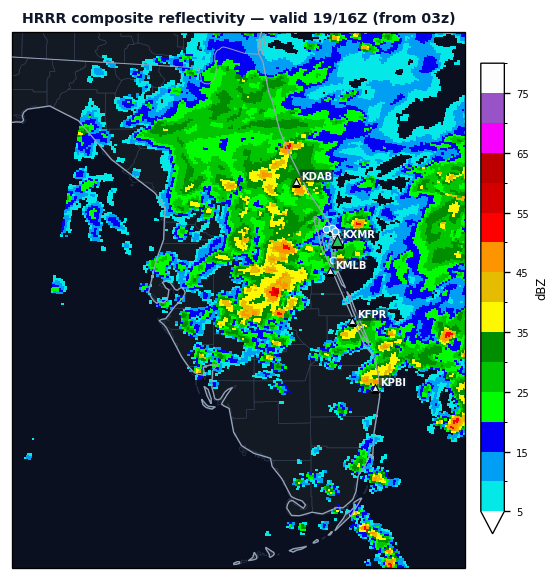 HRRR composite reflectivity — valid 19/16Z (from 03z)
KDAB
KXMR
KMLB
KFPR
KPBI
75
65
55
45
35
25
15
5
dBZ